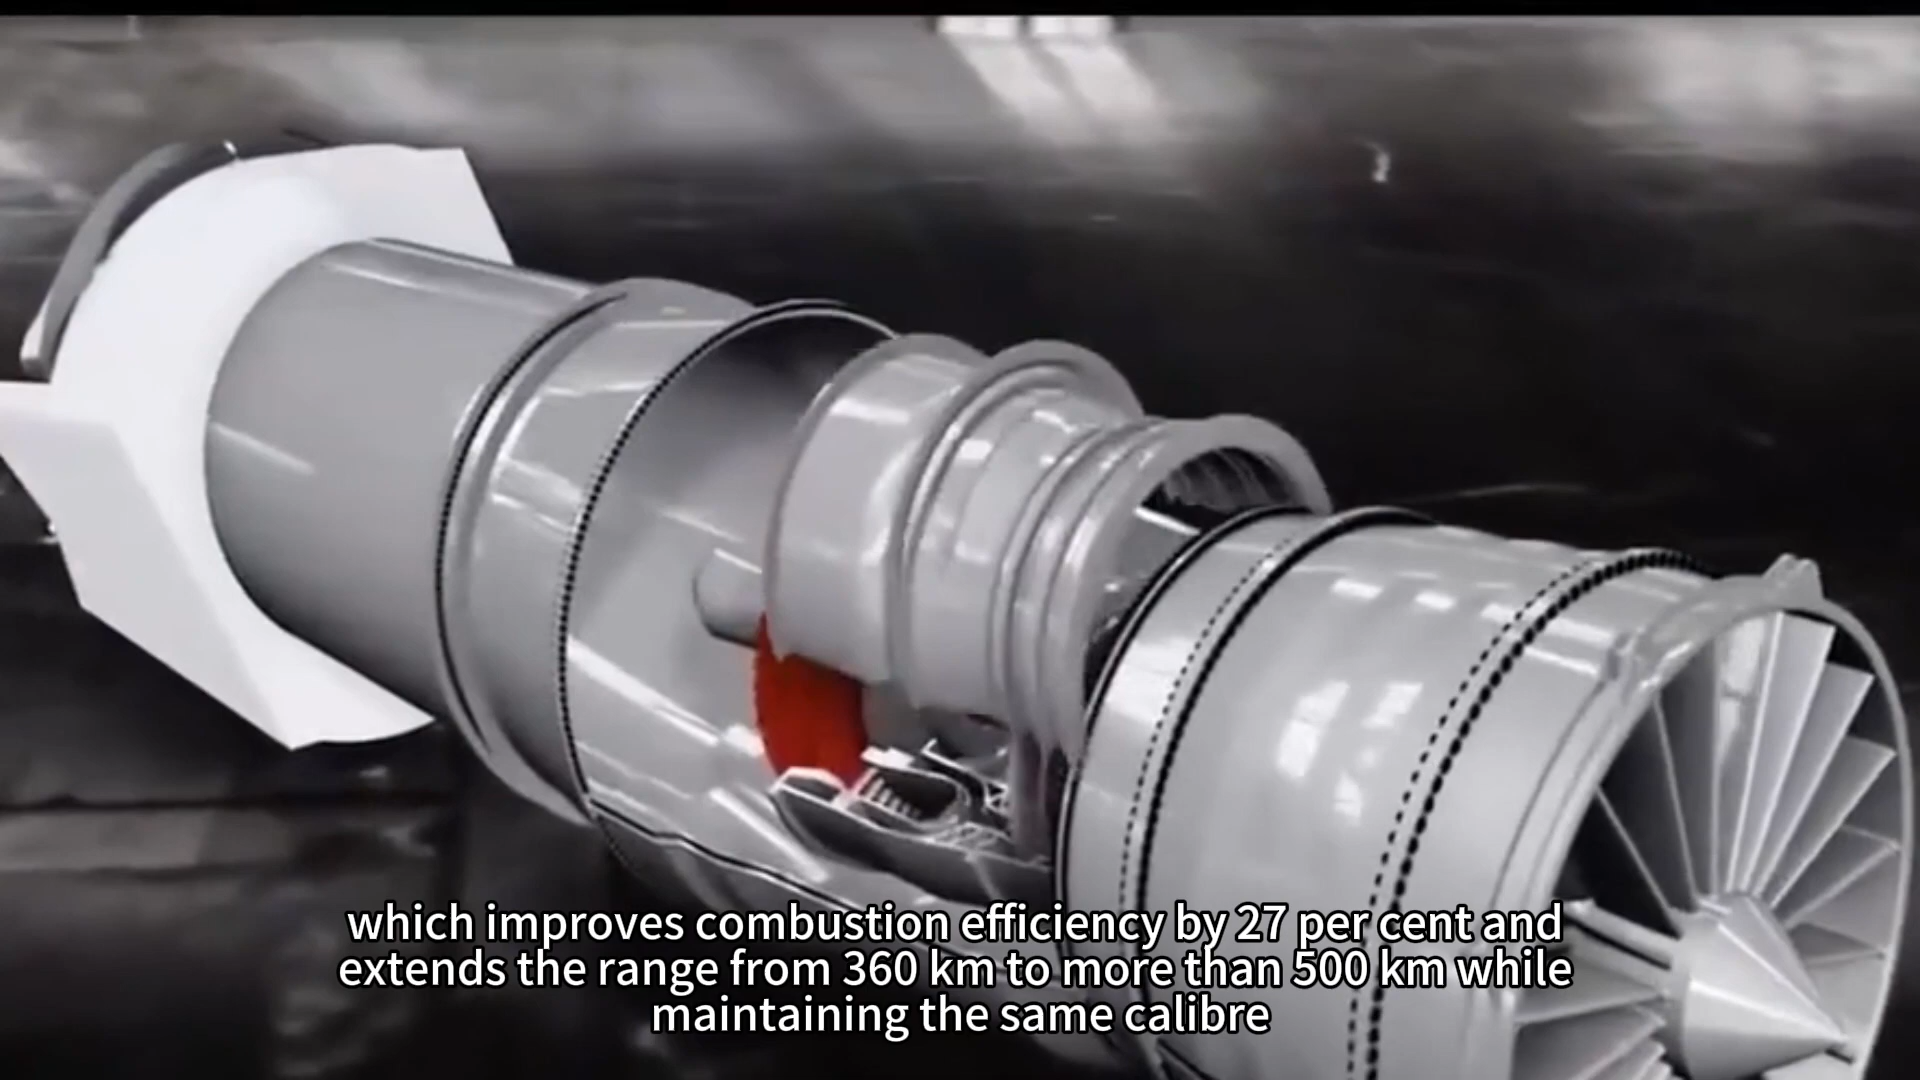 which improves combustion efficiency by 27 per cent and
extends the range from 360 km to more than 500 km while
maintaining the same calibre